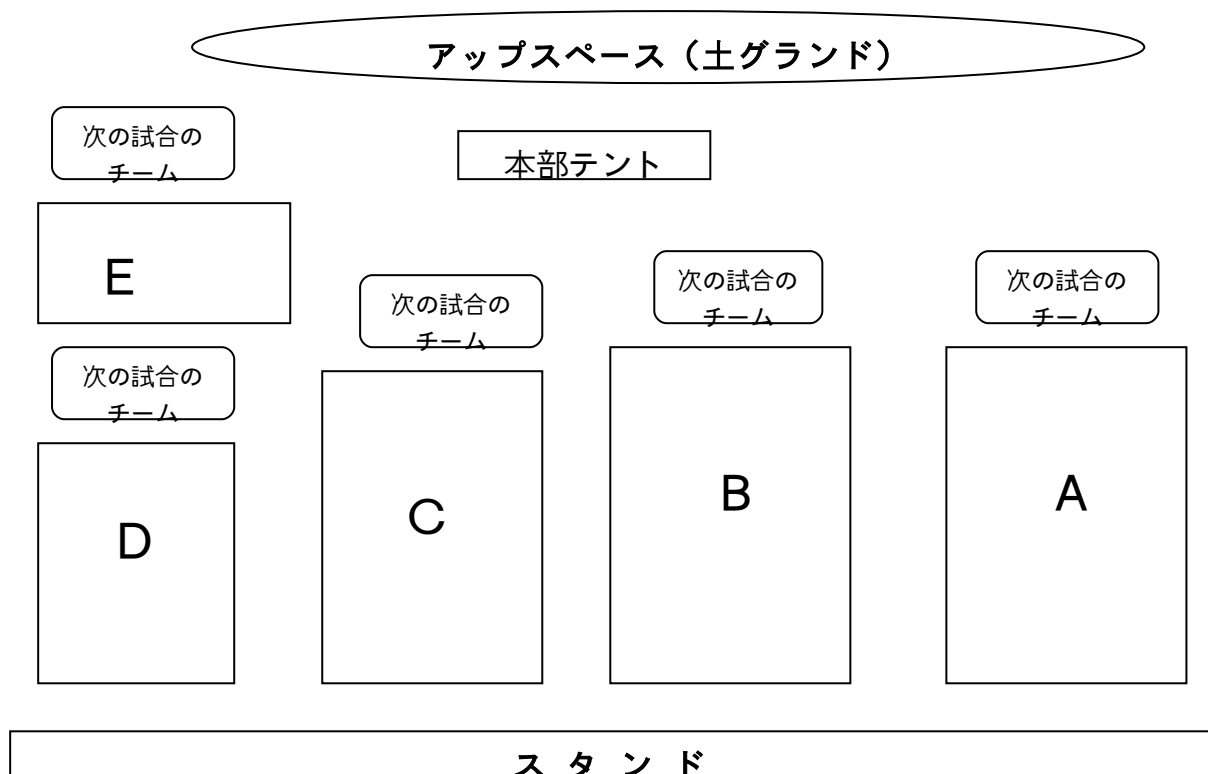 アップスペース（土グランド）
次の試合の
チーム
本部テント
E
次の試合の
チーム
次の試合の
チーム
次の試合の
チーム
次の試合の
チーム
D
C
B
A
スタンド